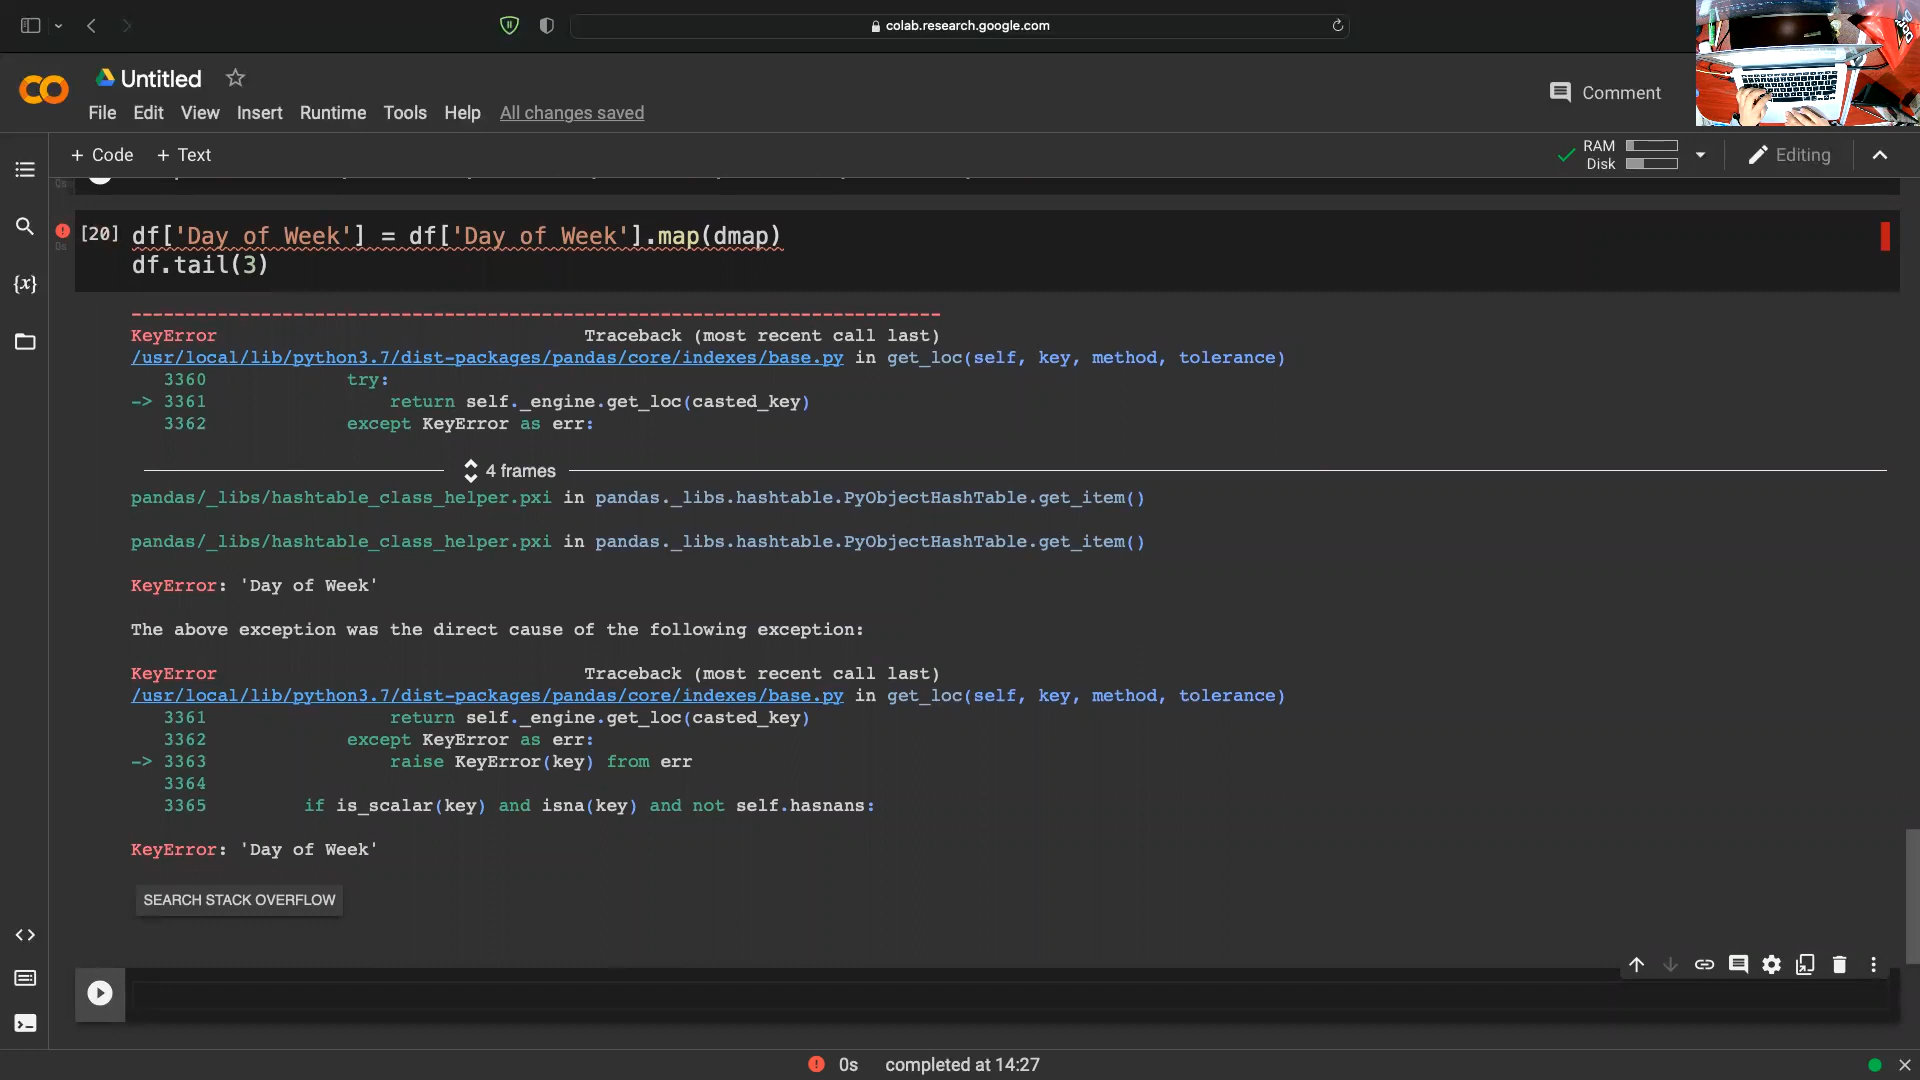 colab.research.google.com
Untitled
File Edit View Insert Runtime Tools Help All changes saved
Comment
+ Code + Text
RAM
Disk
Editing
[20] df['Day of Week'] = df['Day of Week'].map(dmap)
df.tail(3)
0s
---------------------------------------------------------------------------
KeyError Traceback (most recent call last)
/usr/local/lib/python3.7/dist-packages/pandas/core/indexes/base.py in get_loc(self, key, method, tolerance)
3360 try:
-> 3361 return self._engine.get_loc(casted_key)
3362 except KeyError as err:
4 frames
pandas/_libs/hashtable_class_helper.pxi in pandas._libs.hashtable.PyObjectHashTable.get_item()
pandas/_libs/hashtable_class_helper.pxi in pandas._libs.hashtable.PyObjectHashTable.get_item()
KeyError: 'Day of Week'
The above exception was the direct cause of the following exception:
KeyError Traceback (most recent call last)
/usr/local/lib/python3.7/dist-packages/pandas/core/indexes/base.py in get_loc(self, key, method, tolerance)
3361 return self._engine.get_loc(casted_key)
3362 except KeyError as err:
-> 3363 raise KeyError(key) from err
3364
3365 if is_scalar(key) and isna(key) and not self.hasnans:
KeyError: 'Day of Week'
SEARCH STACK OVERFLOW
0s completed at 14:27